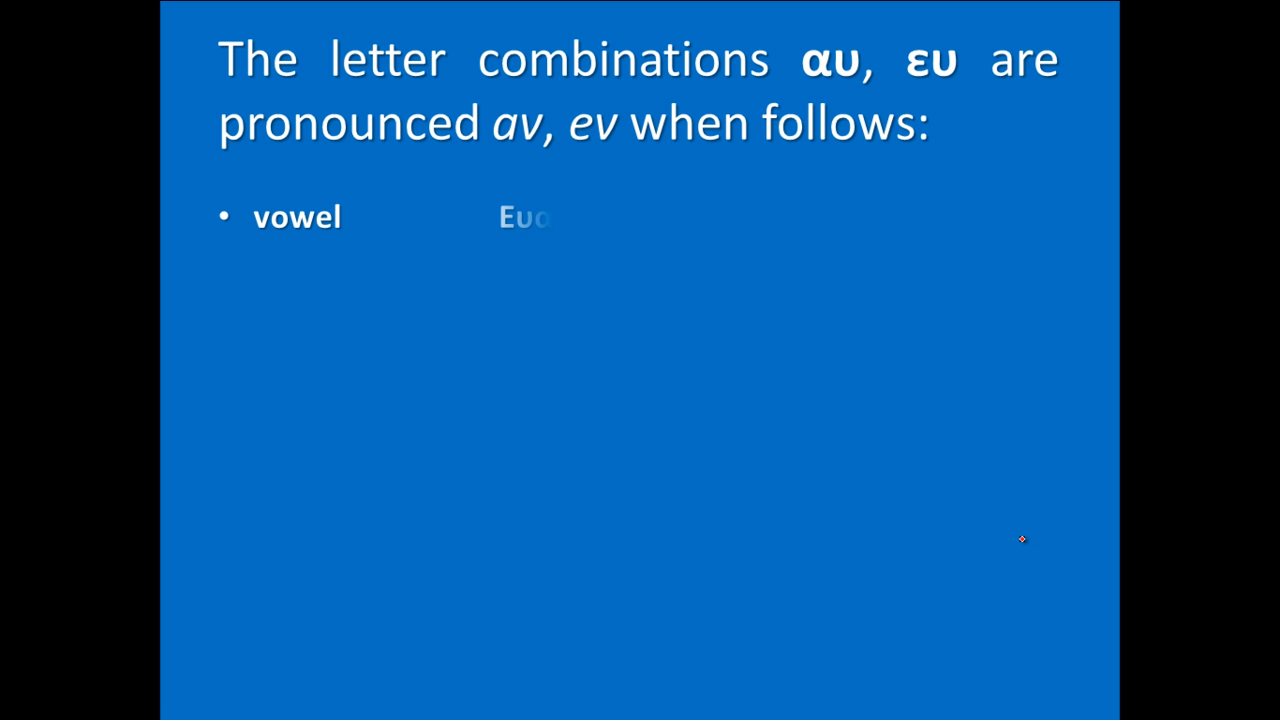 The letter combinations αυ, ευ are
pronounced av, ev when follows:
• vowel